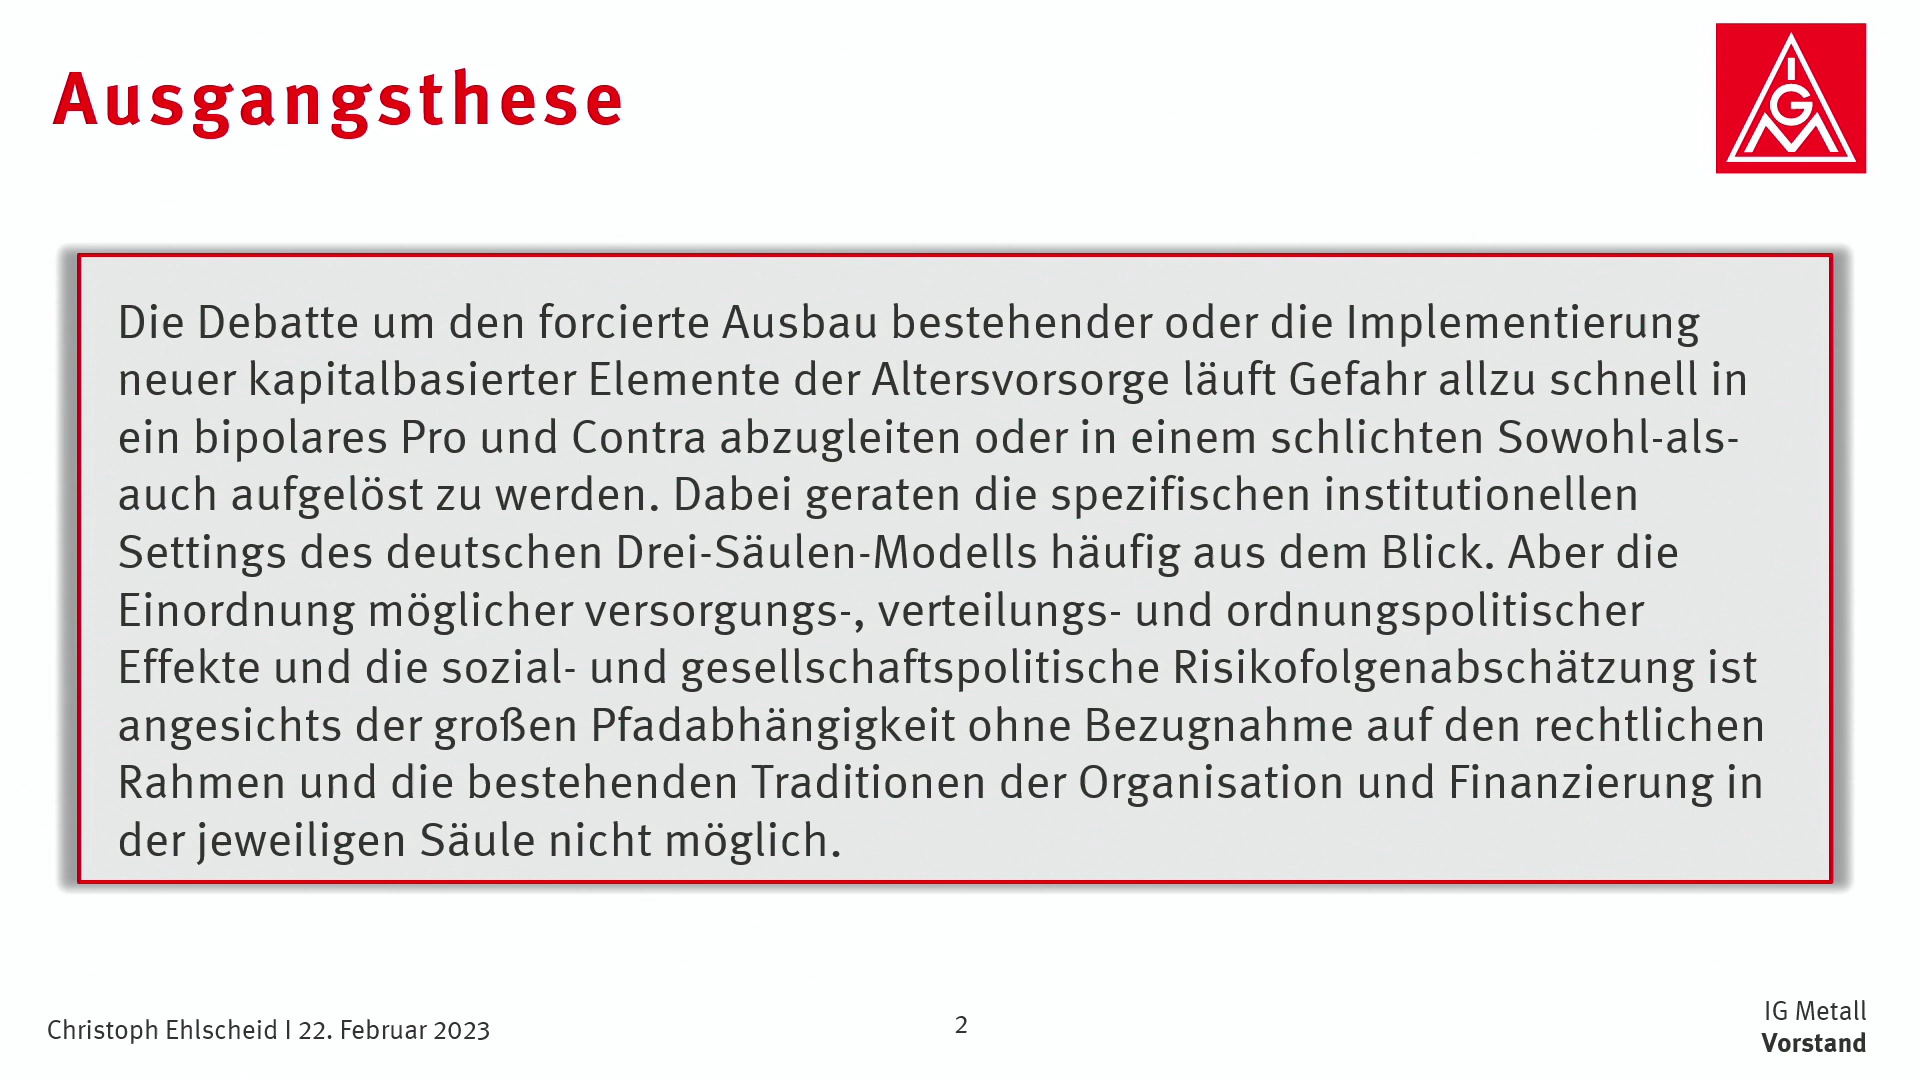 Ausgangsthese
IGM
Die Debatte um den forcierte Ausbau bestehender oder die Implementierung
neuer kapitalbasierter Elemente der Altersvorsorge läuft Gefahr allzu schnell in
ein bipolares Pro und Contra abzugleiten oder in einem schlichten Sowohl-als-
auch aufgelöst zu werden. Dabei geraten die spezifischen institutionellen
Settings des deutschen Drei-Säulen-Modells häufig aus dem Blick. Aber die
Einordnung möglicher versorgungs-, verteilungs- und ordnungspolitischer
Effekte und die sozial- und gesellschaftspolitische Risikofolgenabschätzung ist
angesichts der großen Pfadabhängigkeit ohne Bezugnahme auf den rechtlichen
Rahmen und die bestehenden Traditionen der Organisation und Finanzierung in
der jeweiligen Säule nicht möglich.
Christoph Ehlscheid I 22. Februar 2023
2
IG Metall
Vorstand